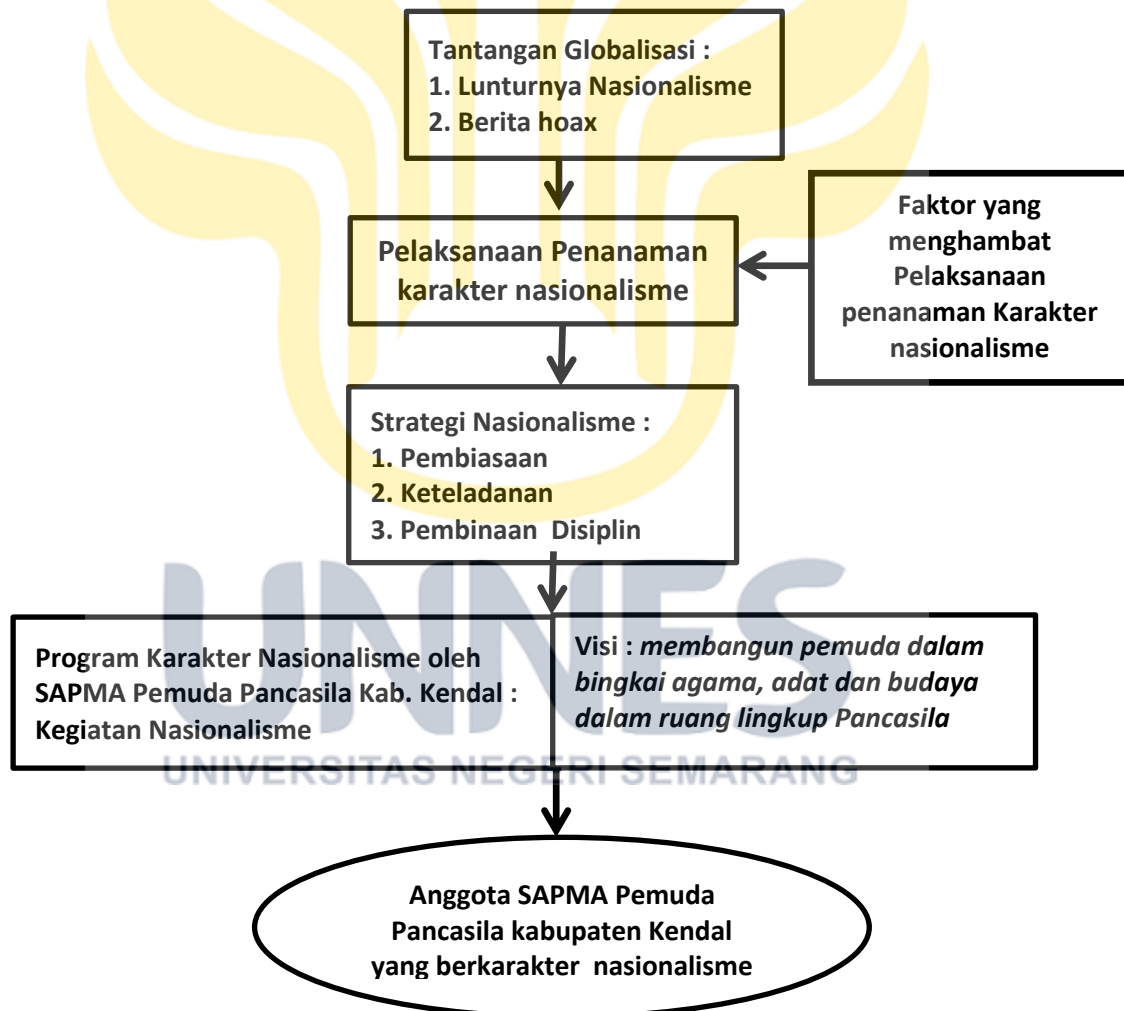 Tantangan Globalisasi :
1. Lunturnya Nasionalisme
2. Berita hoax
Pelaksanaan Penanaman
karakter nasionalisme
Faktor yang
menghambat
Pelaksanaan
penanaman Karakter
nasionalisme
Strategi Nasionalisme :
1. Pembiasaan
2. Keteladanan
3. Pembinaan Disiplin
Program Karakter Nasionalisme oleh
SAPMA Pemuda Pancasila Kab. Kendal :
Kegiatan Nasionalisme
Visi : membangun pemuda dalam
bingkai agama, adat dan budaya
dalam ruang lingkup Pancasila
UNNES
UNIVERSITAS NEGERI SEMARANG
Anggota SAPMA Pemuda
Pancasila kabupaten Kendal
yang berkarakter nasionalisme